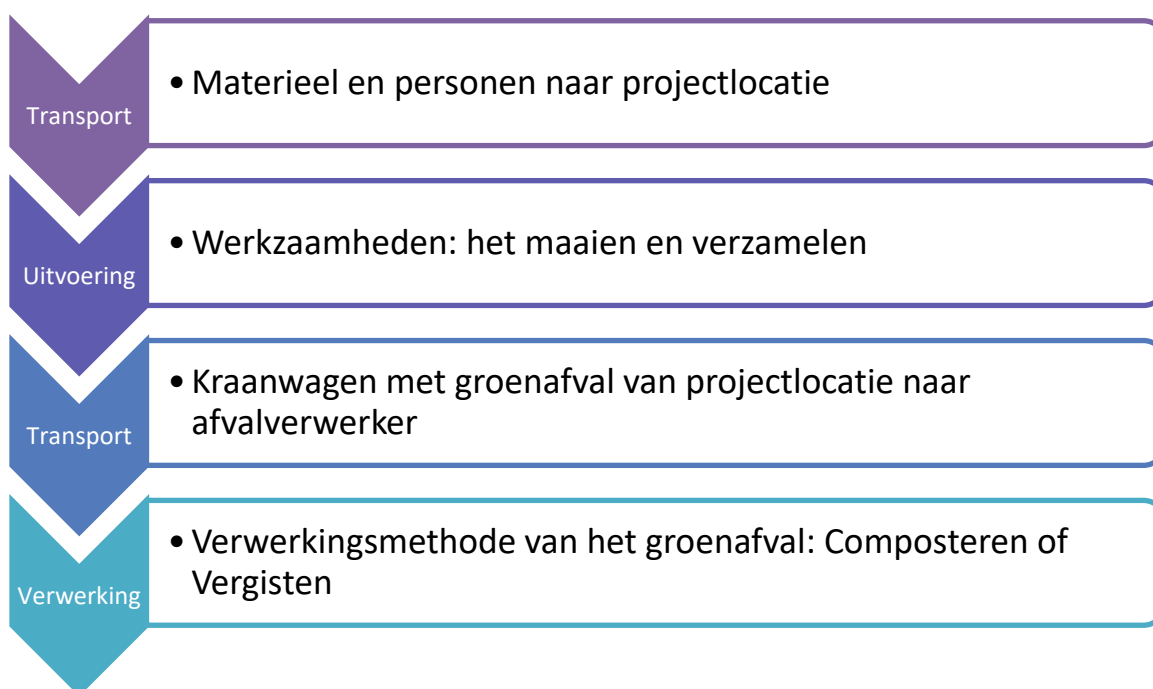 Transport
• Materieel en personen naar projectlocatie
Uitvoering
• Werkzaamheden: het maaien en verzamelen
Transport
• Kraanwagen met groenafval van projectlocatie naar
afvalverwerker
Verwerking
• Verwerkingsmethode van het groenafval: Composteren of
Vergisten